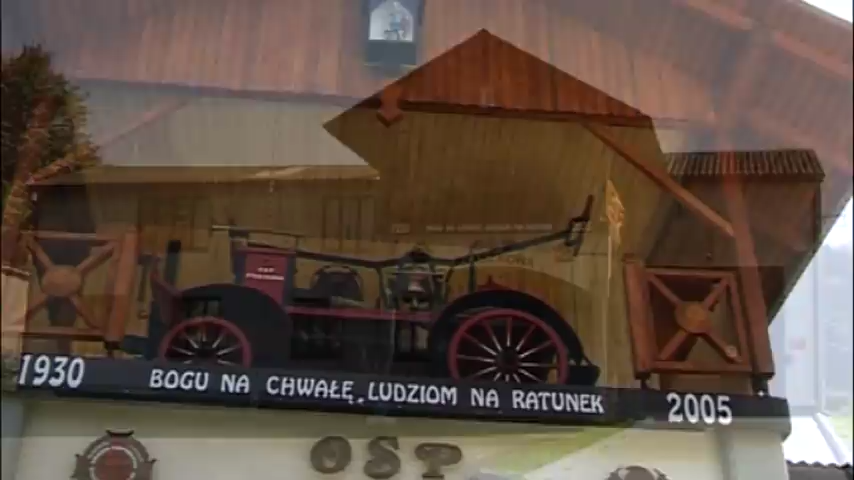 1930 BOGU NA CHWAŁĘ, LUDZIOM NA RATUNEK 2005
OSP